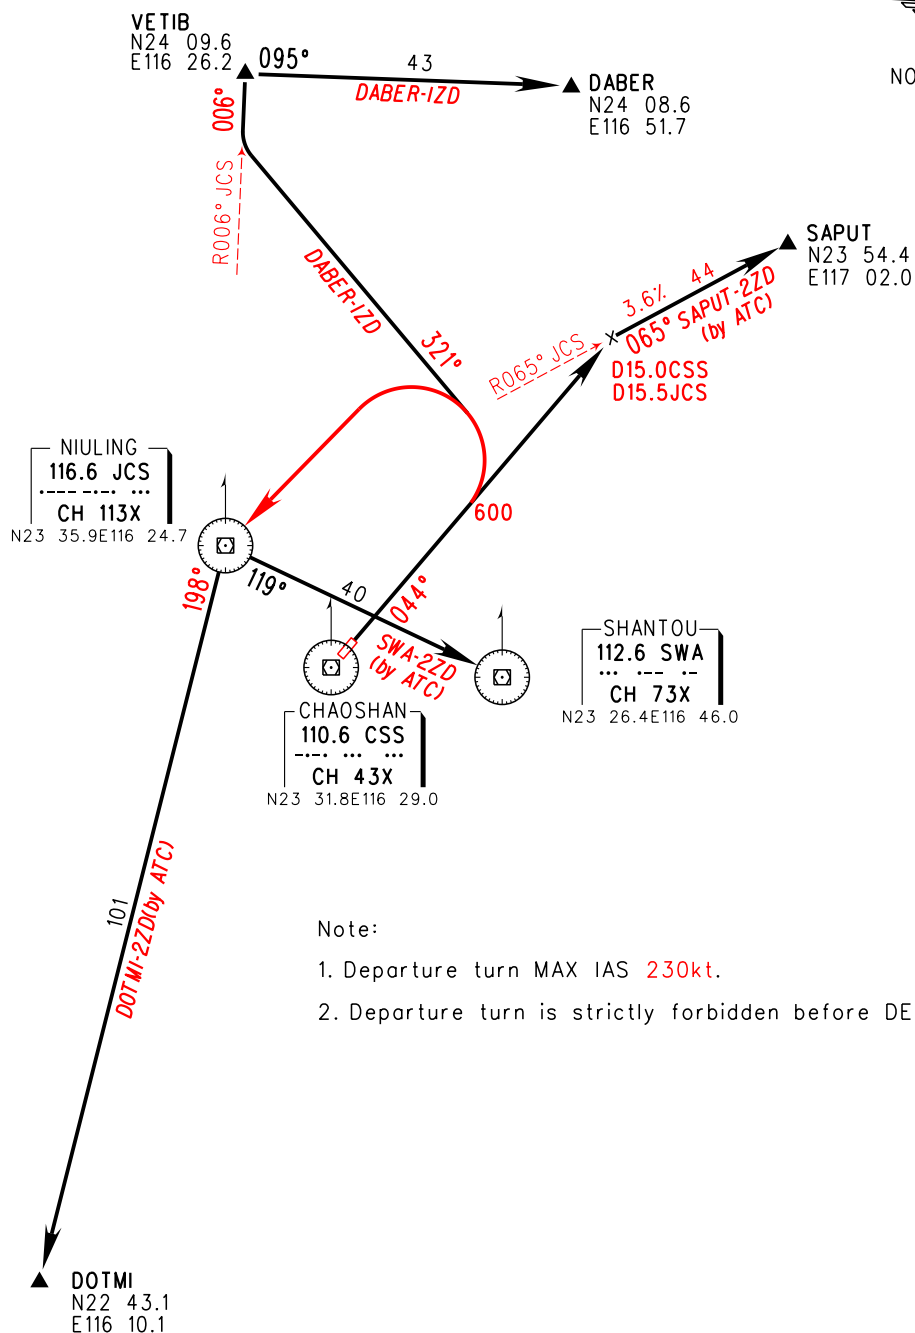 VETIB
N24 09.6
E116 26.2
095°
43
DABER-1ZD
DABER
N24 08.6
E116 51.7
NO
006°
R006° JCS
DABER-1ZD
321°
SAPUT
N23 54.4
E117 02.0
3.6% 44
065° SAPUT-2ZD
(by ATC)
R065° JCS
D15.0CSS
D15.5JCS
NIULING
116.6 JCS
·--- -·-· ···
CH 113X
N23 35.9E116 24.7
600
198°
119°
40
044°
SWA-2ZD
(by ATC)
SHANTOU
112.6 SWA
··· ·-- ·-
CH 73X
N23 26.4E116 46.0
CHAOSHAN
110.6 CSS
-·-· ··· ···
CH 43X
N23 31.8E116 29.0
101
DOTMI-2ZD(by ATC)
Note:
1. Departure turn MAX IAS 230kt.
2. Departure turn is strictly forbidden before DE
DOTMI
N22 43.1
E116 10.1